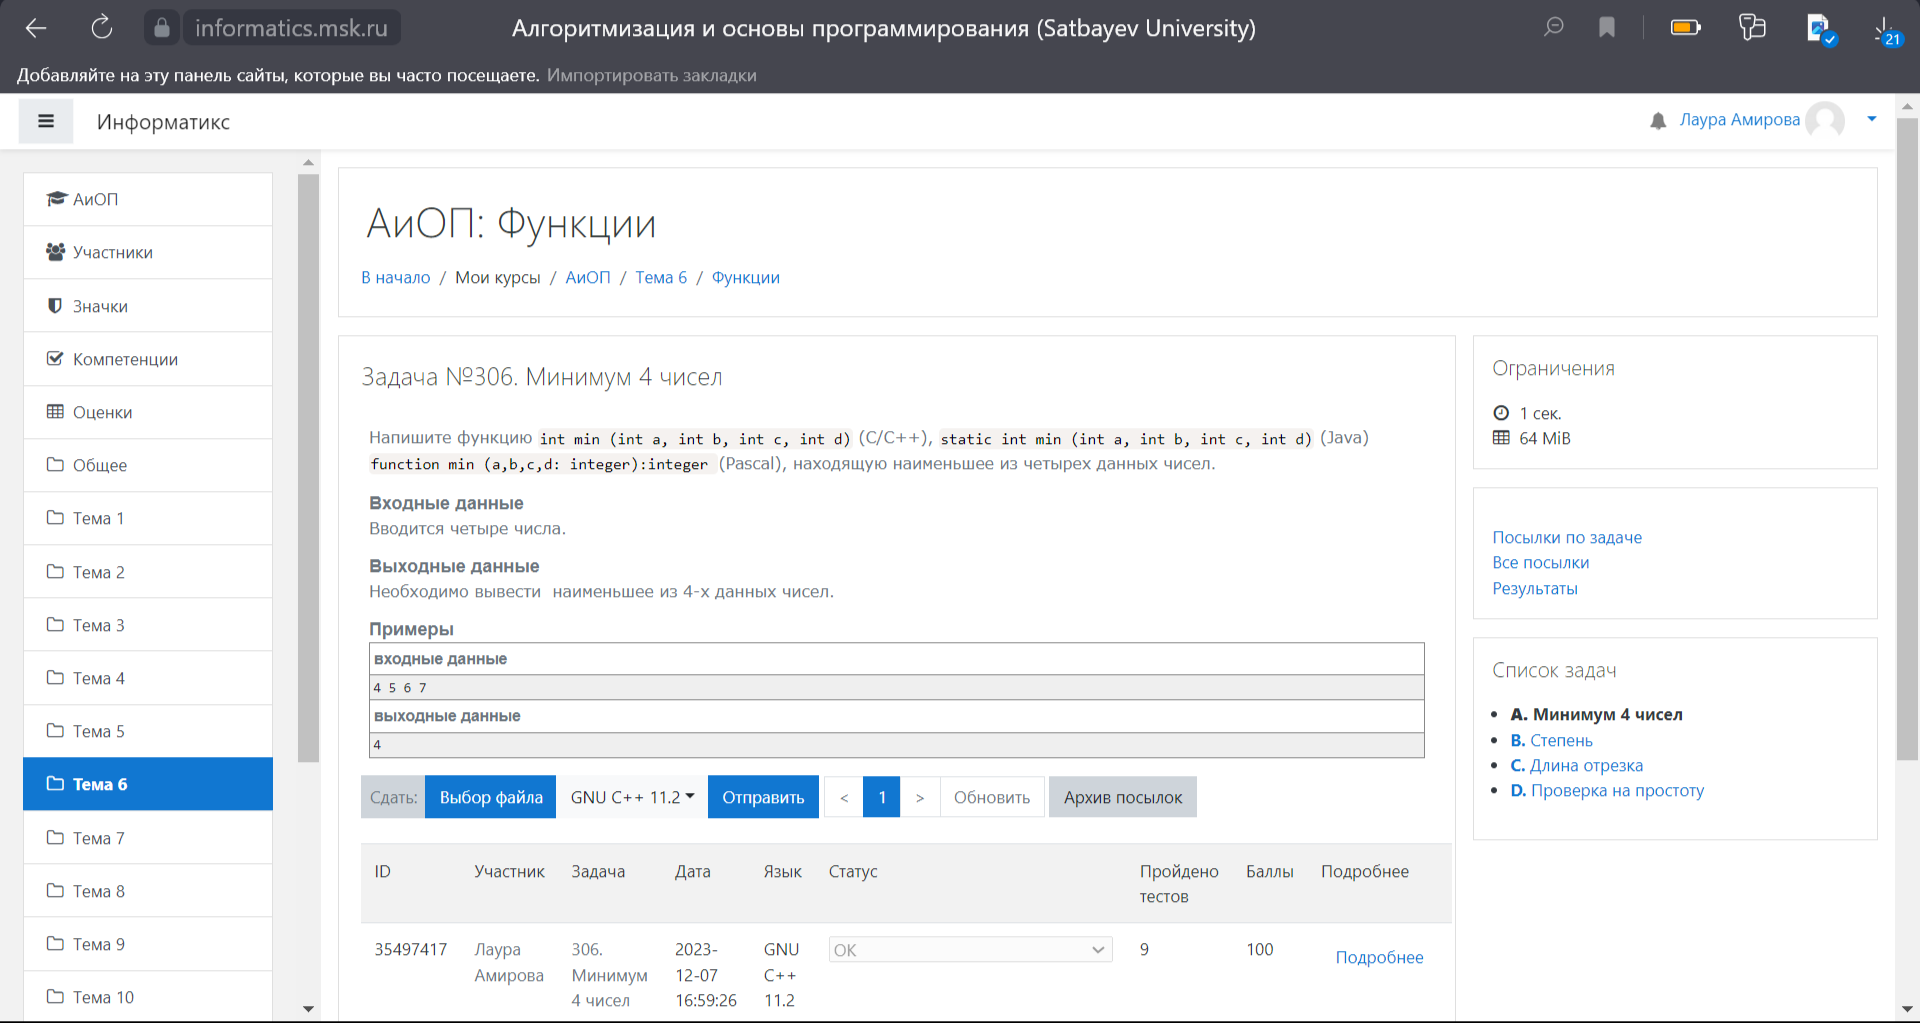 informatics.msk.ru
Алгоритмизация и основы программирования (Satbayev University)
21
Добавляйте на эту панель сайты, которые вы часто посещаете. Импортировать закладки
Информатикс
Лаура Амирова
АиОП
Участники
Значки
Компетенции
Оценки
Общее
Тема 1
Тема 2
Тема 3
Тема 4
Тема 5
Тема 6
Тема 7
Тема 8
Тема 9
Тема 10
АиОП: Функции
В начало / Мои курсы / АиОП / Тема 6 / Функции
Задача №306. Минимум 4 чисел
Напишите функцию int min (int a, int b, int c, int d) (C/C++), static int min (int a, int b, int c, int d) (Java)
function min (a,b,c,d: integer):integer (Pascal), находящую наименьшее из четырех данных чисел.
Входные данные
Вводится четыре числа.
Выходные данные
Необходимо вывести наименьшее из 4-х данных чисел.
Примеры
входные данные
4 5 6 7
выходные данные
4
Сдать: Выбор файла GNU C++ 11.2 Отправить < 1 > Обновить Архив посылок
ID Участник Задача Дата Язык Статус Пройдено тестов Баллы Подробнее
35497417 Лаура Амирова 306. Минимум 4 чисел 2023-12-07 16:59:26 GNU C++ 11.2 OK 9 100 Подробнее
Ограничения
1 сек.
64 MiB
Посылки по задаче
Все посылки
Результаты
Список задач
A. Минимум 4 чисел
B. Степень
C. Длина отрезка
D. Проверка на простоту